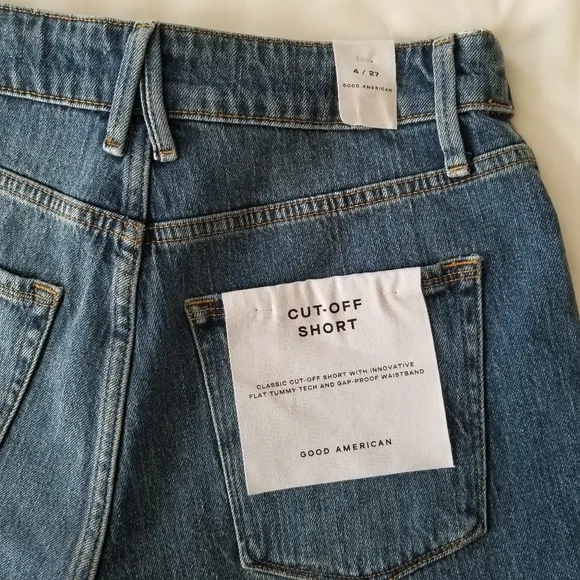 4 / 27
GOOD AMERICAN
CUT-OFF
SHORT
CLASSIC CUT-OFF SHORT WITH INNOVATIVE
FLAT TUMMY TECH AND GAP-PROOF WAISTBAND
GOOD AMERICAN